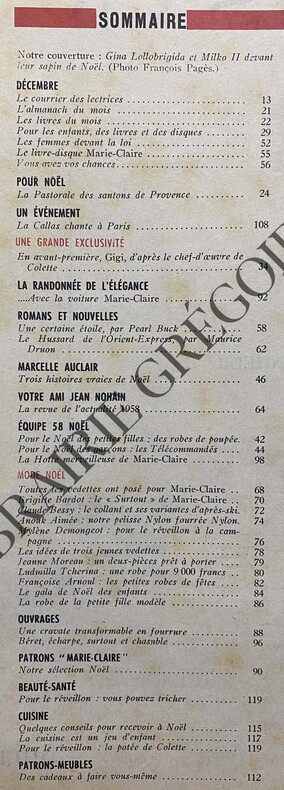 SOMMAIRE
Notre couverture : Gina Lollobrigida et Milko II devant
leur sapin de Noël. (Photo François Pagès.)
DÉCEMBRE
Le courrier des lectrices 13
L'almanach du mois 21
Les livres du mois 22
Pour les enfants, des livres et des disques 29
Les femmes devant la loi 52
Le livre-disque Marie-Claire 55
Vous avez vos chances 56
POUR NOËL
La Pastorale des santons de Provence 24
UN ÉVÉNEMENT
La Callas chante à Paris 108
UNE GRANDE EXCLUSIVITÉ
En avant-première, Gigi, d'après le chef-d'œuvre de
Colette
LA RANDONNÉE DE L'ÉLÉGANCE
.....Avec la voiture Marie-Claire 92
ROMANS ET NOUVELLES
Une certaine étoile, par Pearl Buck 58
Le Hussard de l'Orient-Express, par Maurice
Druon 62
MARCELLE AUCLAIR
Trois histoires vraies de Noël 46
VOTRE AMI JEAN NOHAIN
La revue de l'actualité 1958 64
ÉQUIPE 58 NOËL
Pour le Noël des petites filles ; des robes de poupée. 42
Pour le Noël des garçons : les Télécommandés 44
La Hotte merveilleuse de Marie-Claire 98
MODE NOËL
Toutes les vedettes ont posé pour Marie-Claire 68
Brigitte Bardot : le « Surtout » de Marie-Claire 70
Claude Bessy : le collant et ses variantes d'après-ski. 72
Anouk Aimée : notre pelisse Nylon fourrée Nylon. 74
Mylène Demongeot : pour le réveillon à la cam-
pagne 76
Les idées de trois jeunes vedettes 78
Jeanne Moreau : un deux-pièces prêt à porter 79
Ludmilla Tcherina : une robe pour 9 000 francs 80
Françoise Arnoul : les petites robes de fêtes 82
Le gala de Noël des enfants 84
La robe de la petite fille modèle 86
OUVRAGES
Une cravate transformable en fourrure 88
Béret, écharpe, surtout et chasuble 96
PATRONS "MARIE-CLAIRE"
Notre sélection Noël 90
BEAUTÉ-SANTÉ
Pour le réveillon : vous pouvez tricher 119
CUISINE
Quelques conseils pour recevoir à Noël 115
La cuisine est un jeu d'enfant 117
Pour le réveillon : la potée de Colette 119
PATRONS-MEUBLES
Des cadeaux à faire vous-même 112
LIBRAIRIE GRÉGOIRE